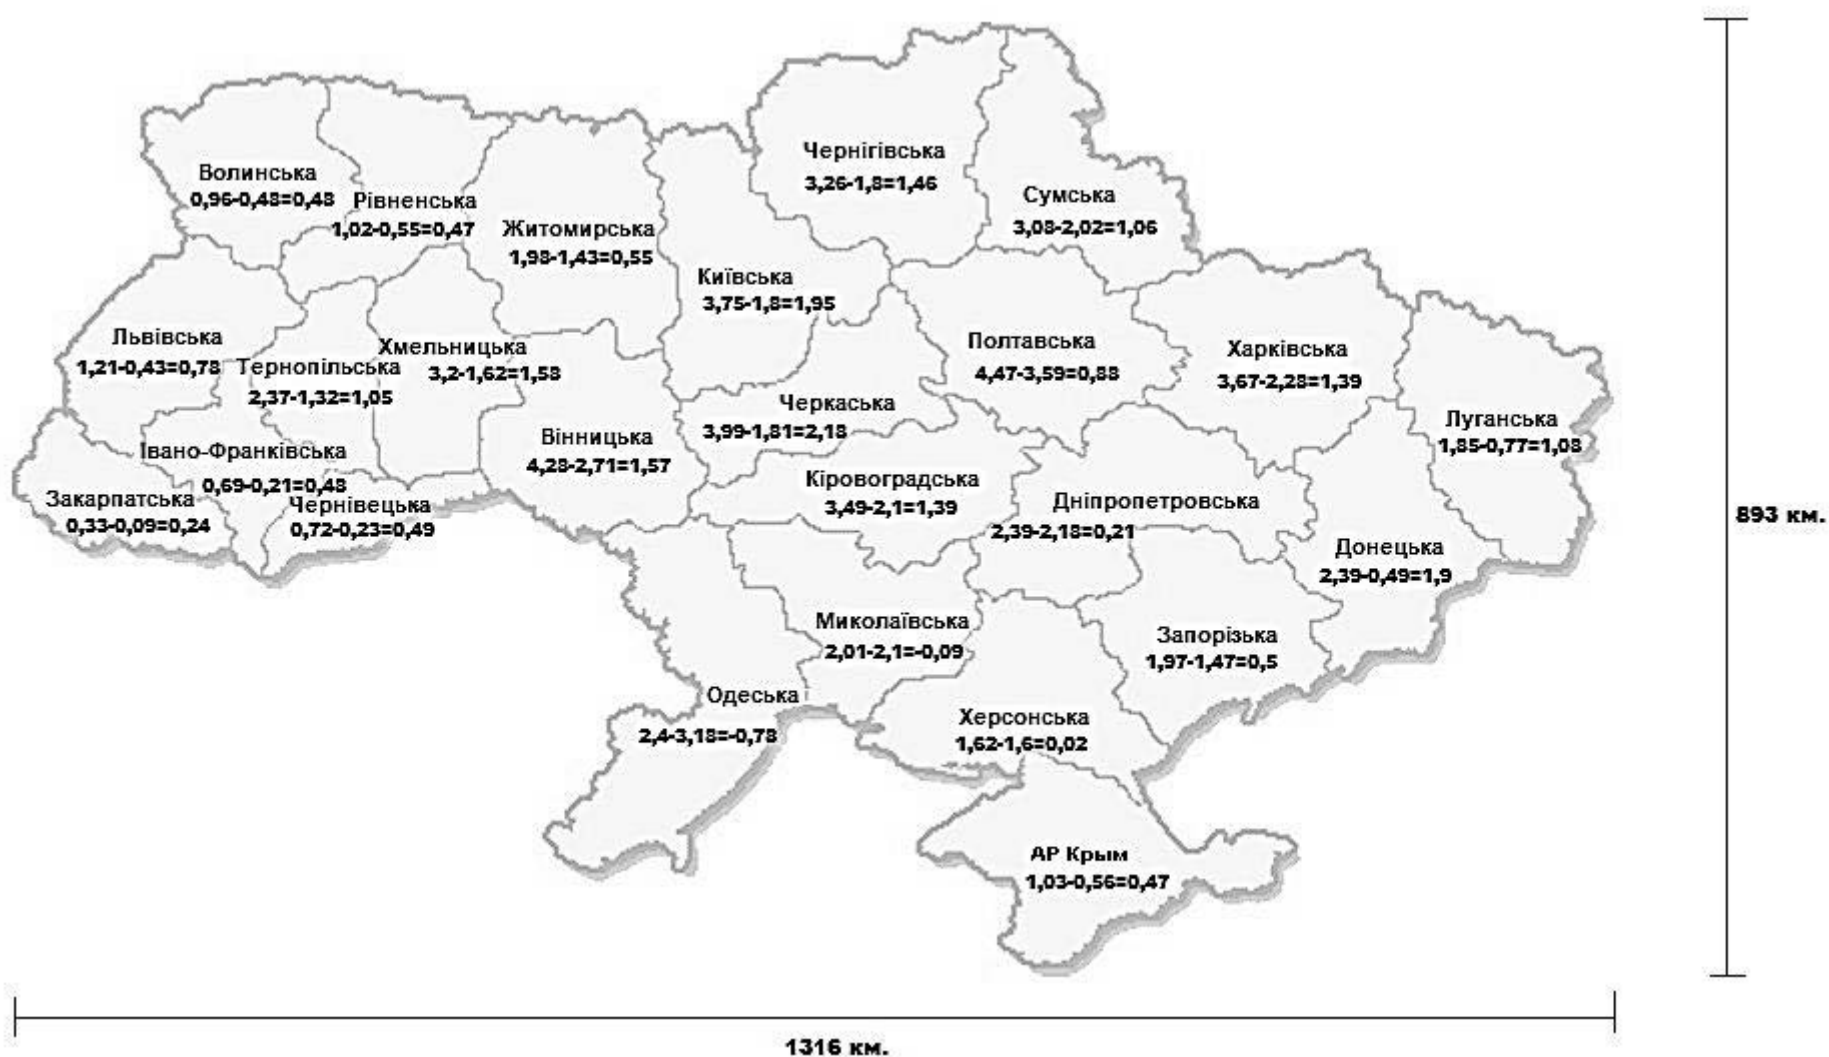 Чернігівська
3,26-1,8=1,46
Волинська
0,96-0,48=0,48
Рівненська
1,02-0,55=0,47
Сумська
3,08-2,02=1,06
Житомирська
1,98-1,43=0,55
Київська
3,75-1,8=1,95
Львівська
1,21-0,43=0,78
Тернопільська
2,37-1,32=1,05
Хмельницька
3,2-1,62=1,58
Полтавська
4,47-3,59=0,88
Харківська
3,67-2,28=1,39
Черкаська
3,99-1,81=2,18
Луганська
1,85-0,77=1,08
Вінницька
4,28-2,71=1,57
Івано-Франківська
0,69-0,21=0,48
Закарпатська
0,33-0,09=0,24
Чернівецька
0,72-0,23=0,49
Кіровоградська
3,49-2,1=1,39
Дніпропетровська
2,39-2,18=0,21
Донецька
2,39-0,49=1,9
Миколаївська
2,01-2,1=-0,09
Запорізька
1,97-1,47=0,5
Одеська
2,4-3,18=-0,78
Херсонська
1,62-1,6=0,02
АР Крым
1,03-0,56=0,47
893 км.
1316 км.